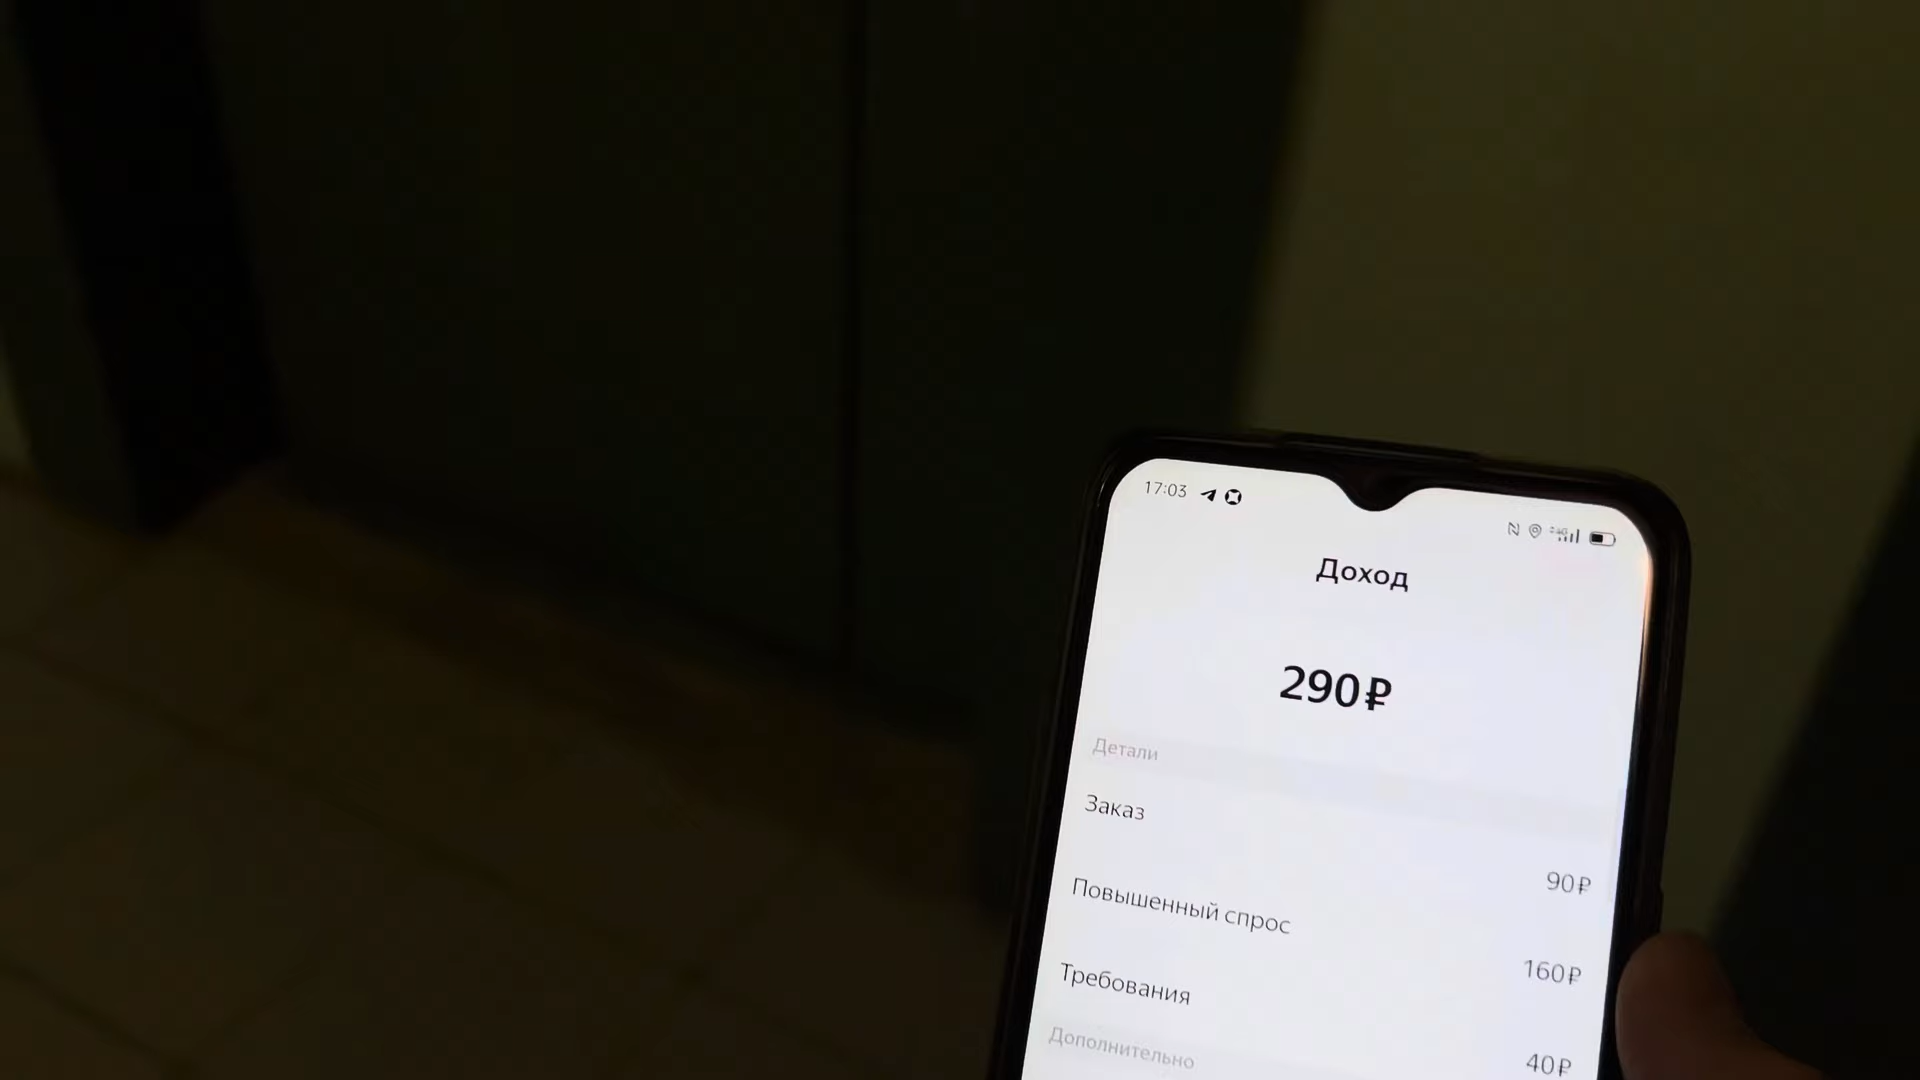 17:03
Доход
290₽
Детали
Заказ
90₽
Повышенный спрос
160₽
Требования
40₽
Дополнительно